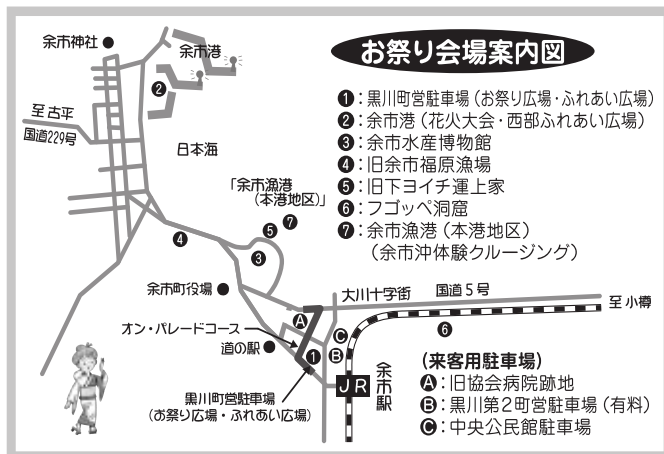 お祭り会場案内図
❶:黒川町営駐車場(お祭り広場・ふれあい広場)
❷:余市港(花火大会・西部ふれあい広場)
❸:余市水産博物館
❹:旧余市福原漁場
❺:旧下ヨイチ運上家
❻:フゴッペ洞窟
❼:余市漁港(本港地区)
(余市沖体験クルージング)
余市神社
余市港
❷
至古平
国道229号
日本海
「余市漁港
(本港地区)」
❼
❺
❹
❸
余市町役場
大川十字街
国道5号
至小樽
オン・パレードコース
道の駅
A
❶
C
B
❻
JR
余市駅
黒川町営駐車場
(お祭り広場・ふれあい広場)
(来客用駐車場)
A:旧協会病院跡地
B:黒川第2町営駐車場(有料)
C:中央公民館駐車場